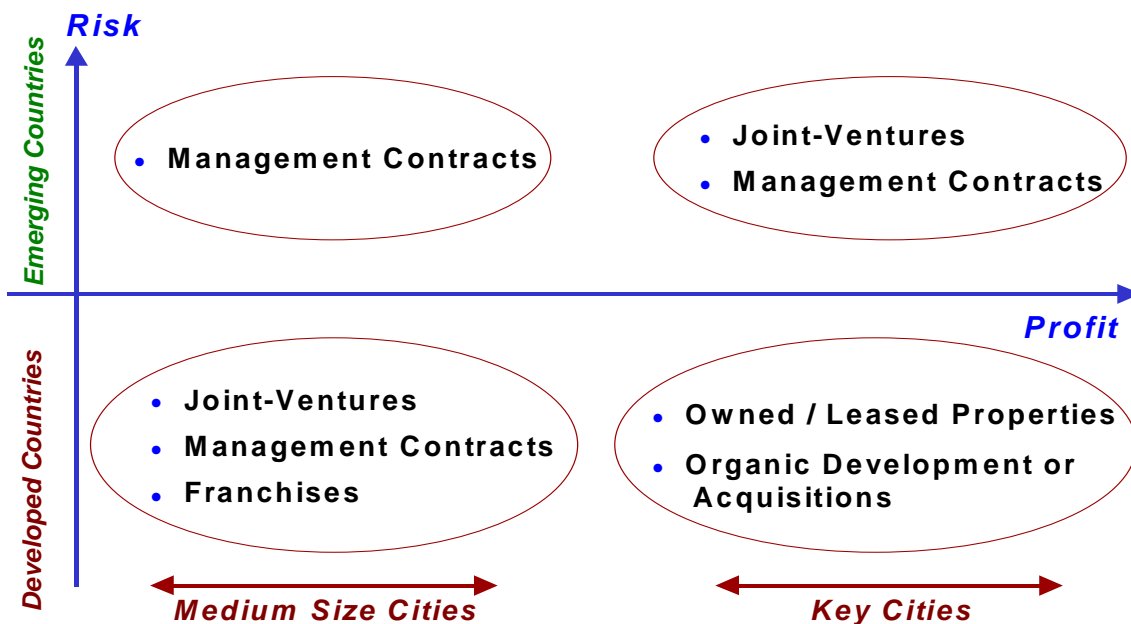 Risk
Emerging Countries
• Management Contracts
• Joint-Ventures
• Management Contracts
Profit
Developed Countries
• Joint-Ventures
• Management Contracts
• Franchises
• Owned / Leased Properties
• Organic Development or
Acquisitions
Medium Size Cities
Key Cities